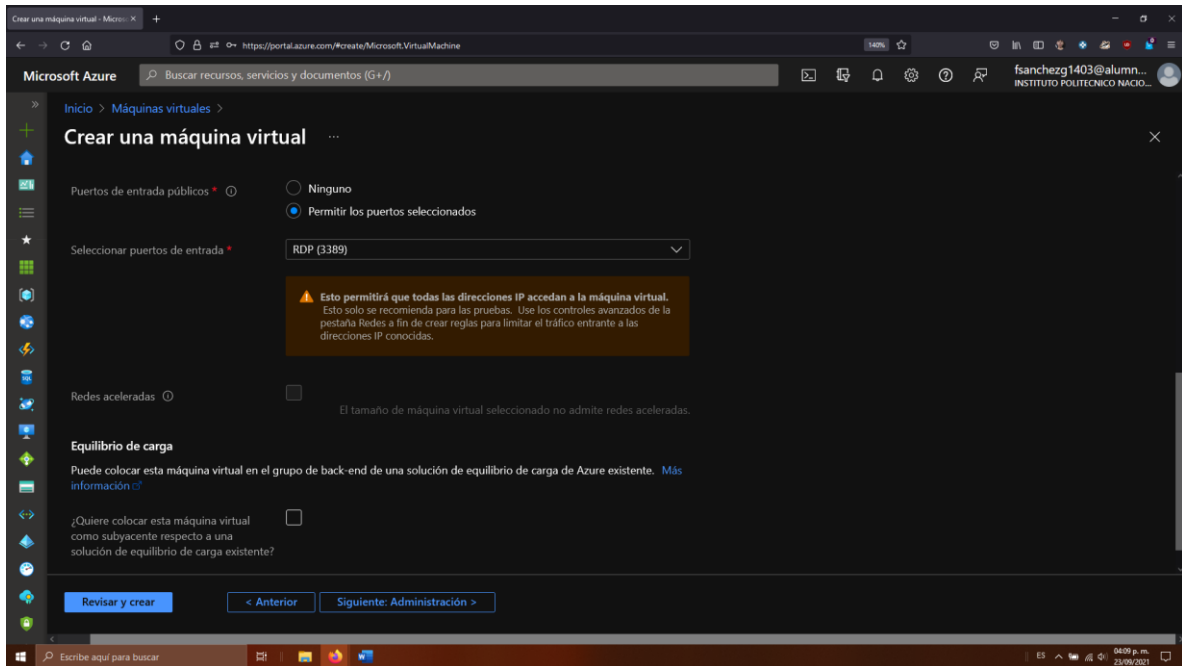 Crear una máquina virtual - Micros
https://portal.azure.com/#create/Microsoft.VirtualMachine
140%
Microsoft Azure
Buscar recursos, servicios y documentos (G+/)
fsanchezg1403@alumn...
INSTITUTO POLITECNICO NACIO...
Inicio > Máquinas virtuales >
Crear una máquina virtual ...
Puertos de entrada públicos *
Ninguno
Permitir los puertos seleccionados
Seleccionar puertos de entrada *
RDP (3389)
Esto permitirá que todas las direcciones IP accedan a la máquina virtual.
Esto solo se recomienda para las pruebas. Use los controles avanzados de la
pestaña Redes a fin de crear reglas para limitar el tráfico entrante a las
direcciones IP conocidas.
Redes aceleradas
El tamaño de máquina virtual seleccionado no admite redes aceleradas.
Equilibrio de carga
Puede colocar esta máquina virtual en el grupo de back-end de una solución de equilibrio de carga de Azure existente. Más
información
¿Quiere colocar esta máquina virtual
como subyacente respecto a una
solución de equilibrio de carga existente?
Revisar y crear
< Anterior
Siguiente: Administración >
SQL
Escribe aquí para buscar
ES
04:09 p. m.
23/09/2021